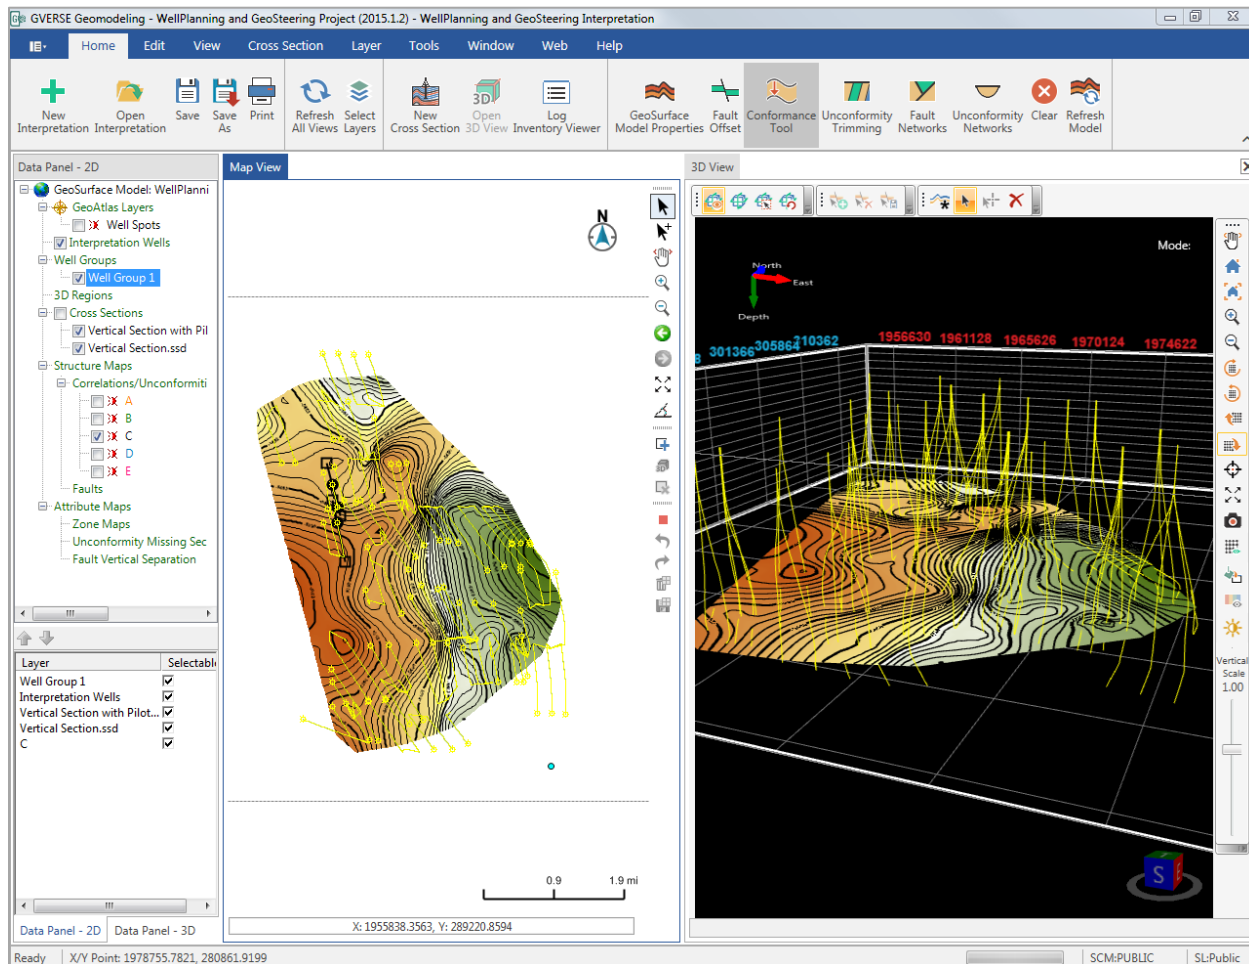 GVERSE Geomodeling - WellPlanning and GeoSteering Project (2015.1.2) - WellPlanning and GeoSteering Interpretation
Home Edit View Cross Section Layer Tools Window Web Help
New Interpretation
Open Interpretation
Save
Save As
Print
Refresh All Views
Select Layers
New Cross Section
Open 3D View
Log Inventory Viewer
GeoSurface Model Properties
Fault Offset
Conformance Tool
Unconformity Trimming
Fault Networks
Unconformity Networks
Clear
Refresh Model
Data Panel - 2D
GeoSurface Model: WellPlanni
GeoAtlas Layers
Well Spots
Interpretation Wells
Well Groups
Well Group 1
3D Regions
Cross Sections
Vertical Section with Pil
Vertical Section.ssd
Structure Maps
Correlations/Unconformiti
A
B
C
D
E
Faults
Attribute Maps
Zone Maps
Unconformity Missing Sec
Fault Vertical Separation
Layer Selectabl
Well Group 1
Interpretation Wells
Vertical Section with Pilot...
Vertical Section.ssd
C
Data Panel - 2D Data Panel - 3D
Map View
N
0.9 1.9 mi
X: 1955838.3563, Y: 289220.8594
3D View
Mode:
North
East
Depth
8 301366 305864 210362 1956630 1961128 1965626 1970124 1974622
Vertical Scale
1.00
S
Ready X/Y Point: 1978755.7821, 280861.9199 SCM:PUBLIC SL:Public